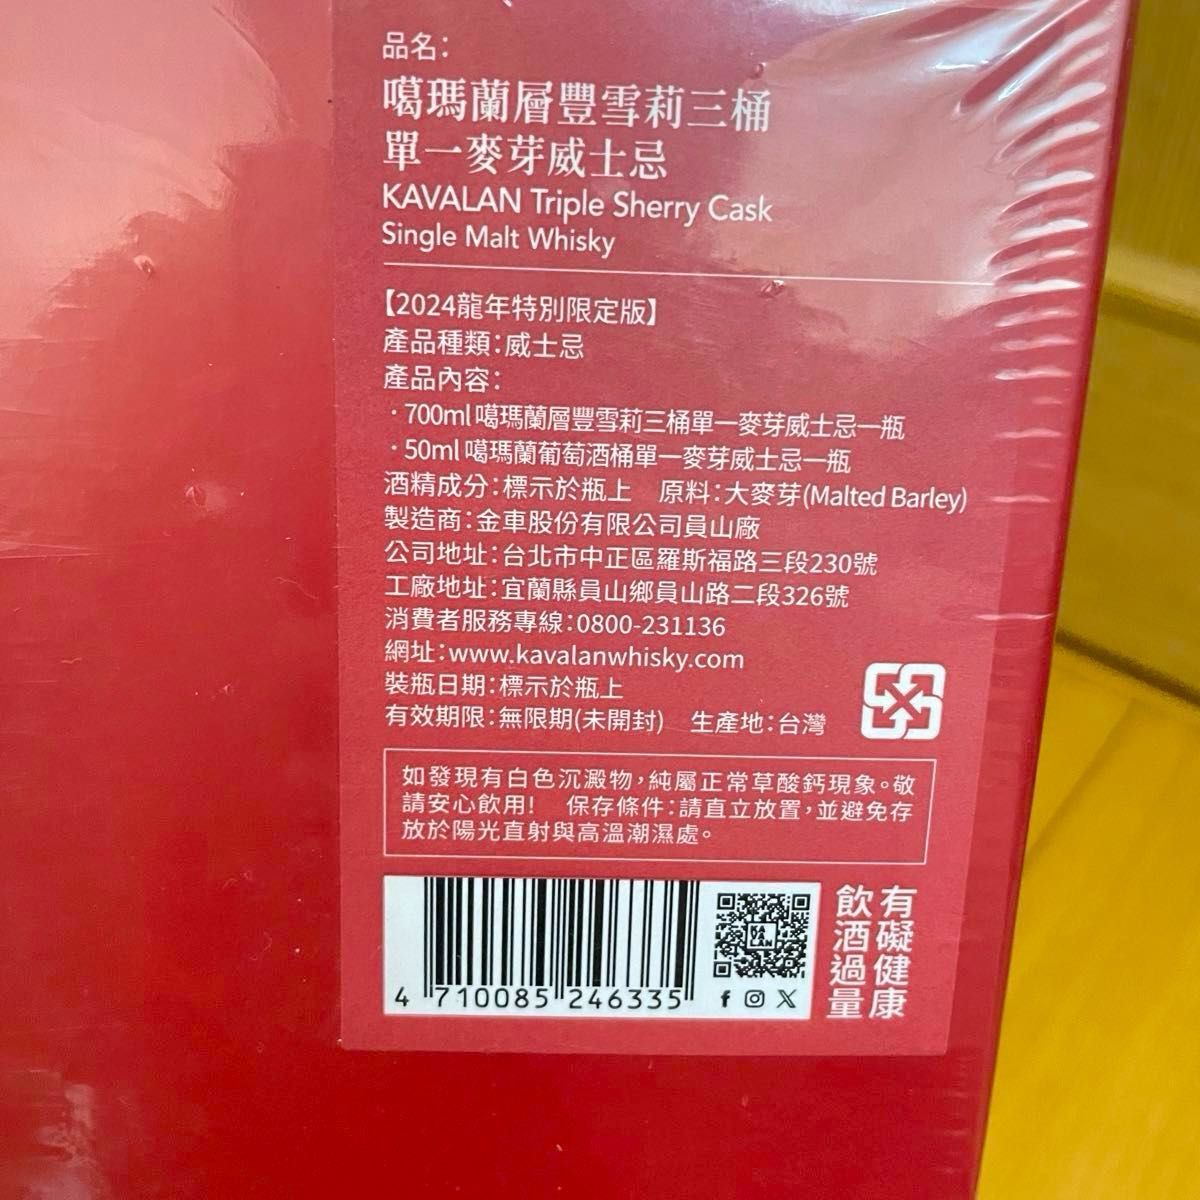 品名:
噶瑪蘭層豐雪莉三桶
單一麥芽威士忌
KAVALAN Triple Sherry Cask
Single Malt Whisky
【2024龍年特別限定版】
產品種類:威士忌
產品內容:
·700ml噶瑪蘭層豐雪莉三桶單一麥芽威士忌一瓶
·50ml噶瑪蘭葡萄酒桶單一麥芽威士忌一瓶
酒精成分:標示於瓶上 原料:大麥芽(Malted Barley)
製造商:金車股份有限公司員山廠
公司地址:台北市中正區羅斯福路三段230號
工廠地址:宜蘭縣員山鄉員山路二段326號
消費者服務專線:0800-231136
網址:www.kavalanwhisky.com
裝瓶日期:標示於瓶上
有效期限:無限期(未開封) 生產地:台灣
如發現有白色沉澱物,純屬正常草酸鈣現象。敬
請安心飲用! 保存條件:請直立放置,並避免存
放於陽光直射與高溫潮濕處。
4 710085 246335
KA
VA
LAN
飲酒過量
有礙健康